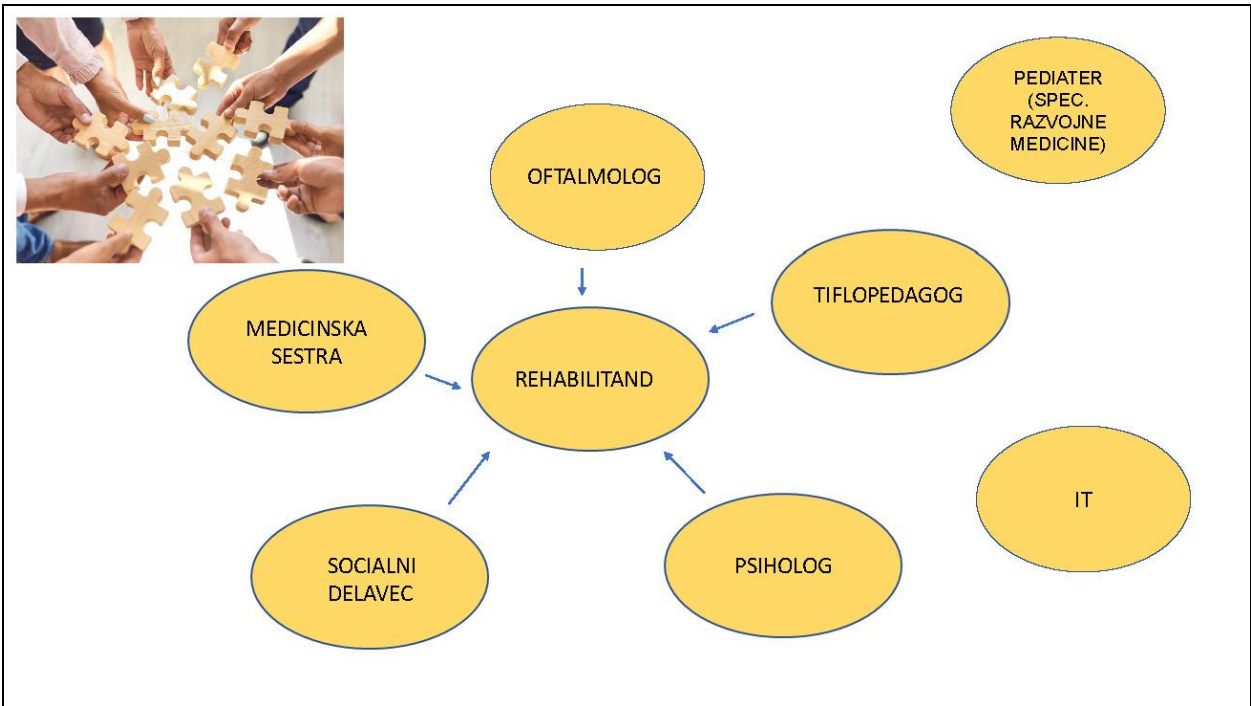 PEDIATER
(SPEC.
RAZVOJNE
MEDICINE)
OFTALMOLOG
TIFLOPEDAGOG
MEDICINSKA
SESTRA
REHABILITAND
IT
SOCIALNI
DELAVEC
PSIHOLOG